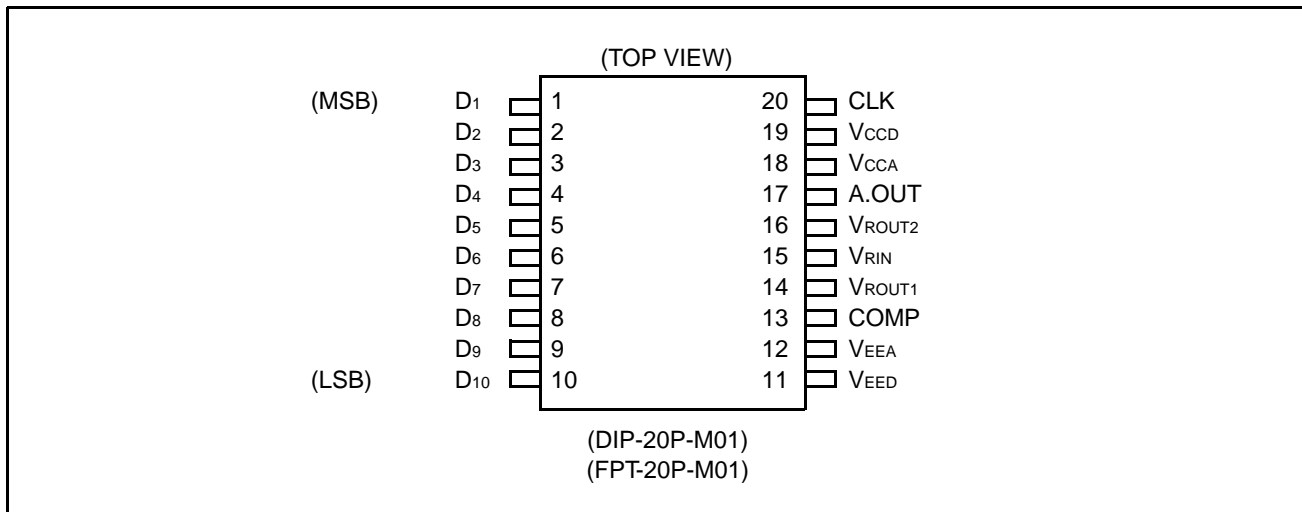 (TOP VIEW)
(MSB) D1 1 20 CLK
D2 2 19 VCCD
D3 3 18 VCCA
D4 4 17 A.OUT
D5 5 16 VROUT2
D6 6 15 VRIN
D7 7 14 VROUT1
D8 8 13 COMP
D9 9 12 VEEA
(LSB) D10 10 11 VEED
(DIP-20P-M01)
(FPT-20P-M01)